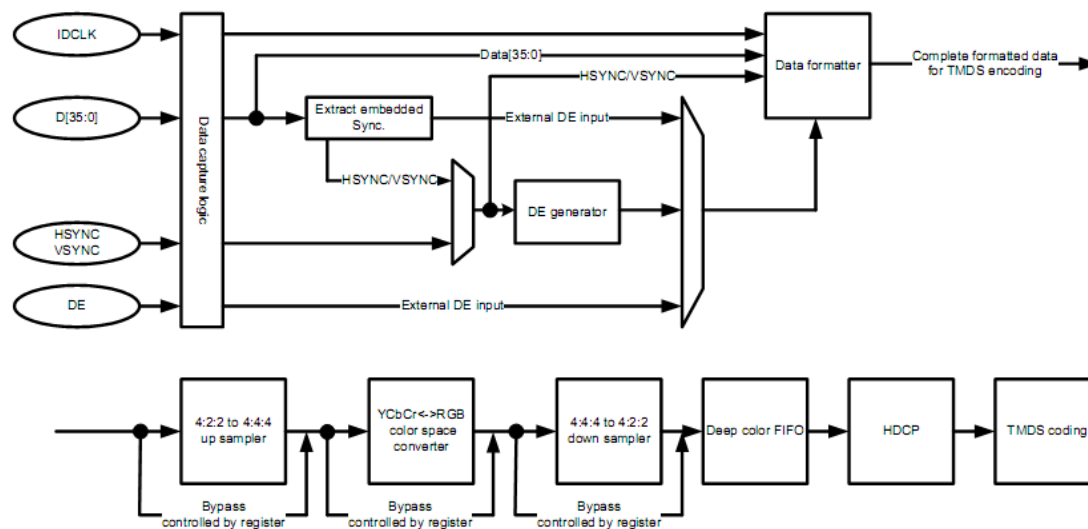 IDCLK
Data[35:0]
HSYNC/VSYNC
Data formatter
Complete formatted data
for TMDS encoding
D[35:0]
Data capture logic
Extract embedded
Sync.
External DE input
HSYNC/VSYNC
DE generator
HSYNC
VSYNC
DE
External DE input
4:2:2 to 4:4:4
up sampler
YCbCr<->RGB
color space
converter
4:4:4 to 4:2:2
down sampler
Deep color FIFO
HDCP
TMDS coding
Bypass
controlled by register
Bypass
controlled by register
Bypass
controlled by register